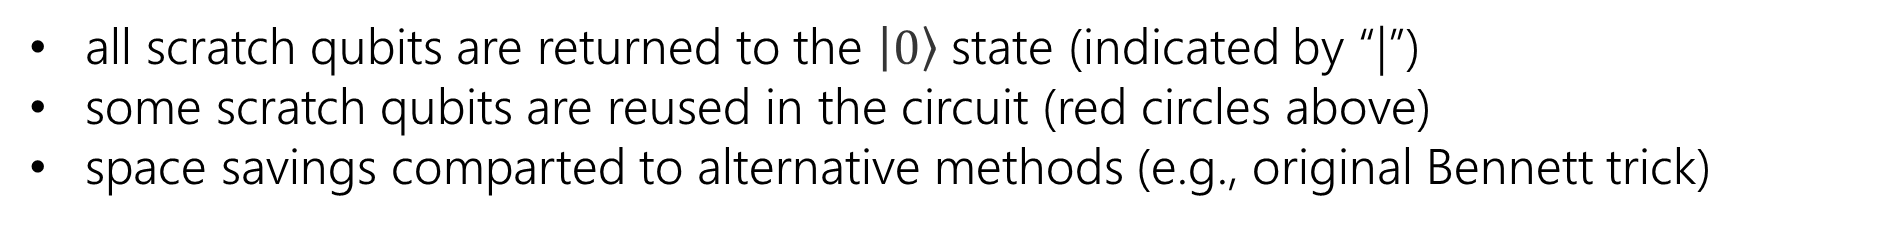 • all scratch qubits are returned to the |0⟩ state (indicated by “|”)
• some scratch qubits are reused in the circuit (red circles above)
• space savings comparted to alternative methods (e.g., original Bennett trick)